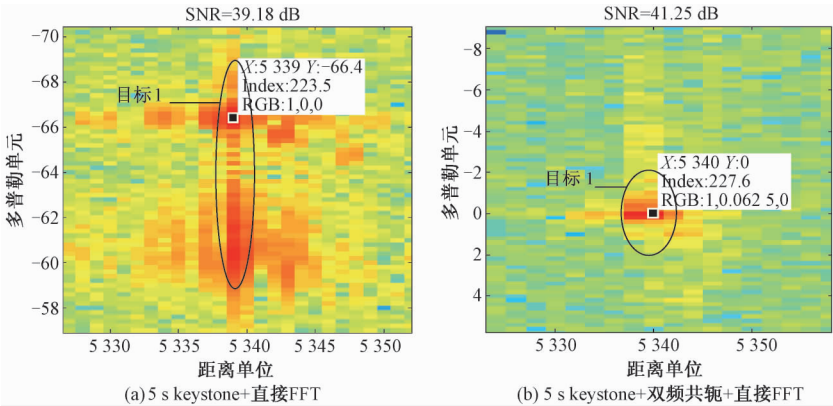 SNR=39.18 dB
多普勒单元
-70
-68
-66
-64
-62
-60
-58
目标 1
X:5 339 Y:-66.4
Index:223.5
RGB:1,0,0
5 330
5 335
5 340
5 345
5 350
距离单位
(a) 5 s keystone+直接FFT
SNR=41.25 dB
多普勒单元
-8
-6
-4
-2
0
2
4
目标 1
X:5 340 Y:0
Index:227.6
RGB:1,0.062 5,0
5 330
5 340
5 350
距离单位
(b) 5 s keystone+双频共轭+直接FFT